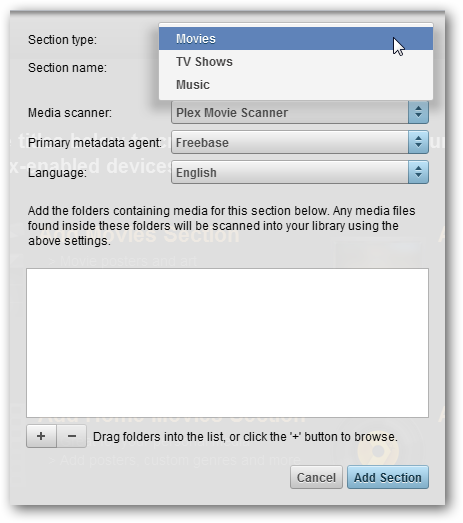 Section type:
Movies
TV Shows
Section name:
Music
Media scanner: Plex Movie Scanner
Primary metadata agent: Freebase
Language: English
Add the folders containing media for this section below. Any media files
found inside these folders will be scanned into your library using the
above settings.
+ − Drag folders into the list, or click the '+' button to browse.
Cancel Add Section